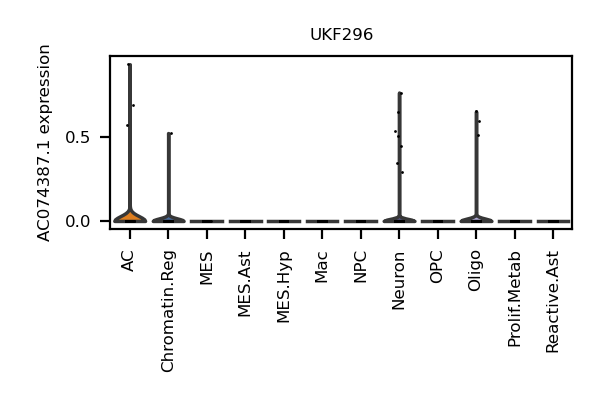 UKF296
AC074387.1 expression
0.5
0.0
AC
Chromatin.Reg
MES
MES.Ast
MES.Hyp
Mac
NPC
Neuron
OPC
Oligo
Prolif.Metab
Reactive.Ast